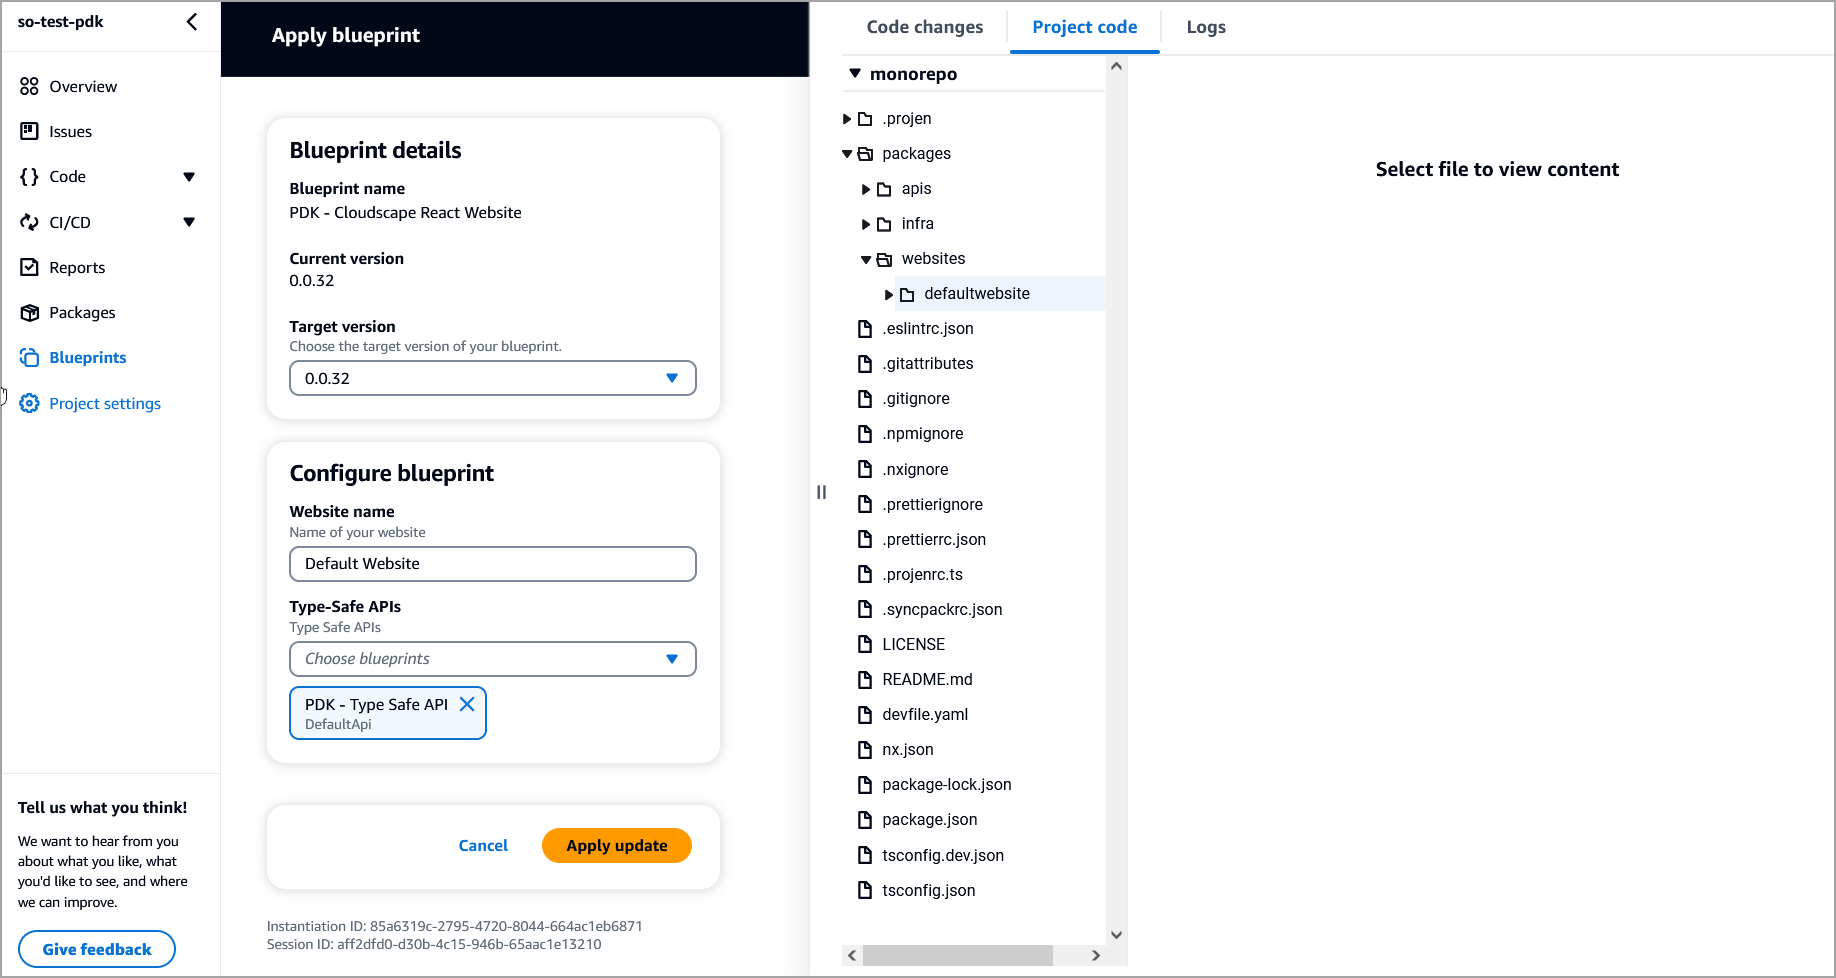 so-test-pdk
Overview
Issues
Code
CI/CD
Reports
Packages
Blueprints
Project settings
Tell us what you think!
We want to hear from you
about what you like, what
you'd like to see, and where
we can improve.
Give feedback
Apply blueprint
Blueprint details
Blueprint name
PDK - Cloudscape React Website
Current version
0.0.32
Target version
Choose the target version of your blueprint.
0.0.32
Configure blueprint
Website name
Name of your website
Default Website
Type-Safe APIs
Type Safe APIs
Choose blueprints
PDK - Type Safe API
DefaultApi
Cancel
Apply update
Instantiation ID: 85a6319c-2795-4720-8044-664ac1eb6871
Session ID: aff2dfd0-d30b-4c15-946b-65aac1e13210
Code changes
Project code
Logs
monorepo
.projen
packages
apis
infra
websites
defaultwebsite
.eslintrc.json
.gitattributes
.gitignore
.npmignore
.nxignore
.prettierignore
.prettierrc.json
.projenrc.ts
.syncpackrc.json
LICENSE
README.md
devfile.yaml
nx.json
package-lock.json
package.json
tsconfig.dev.json
tsconfig.json
Select file to view content